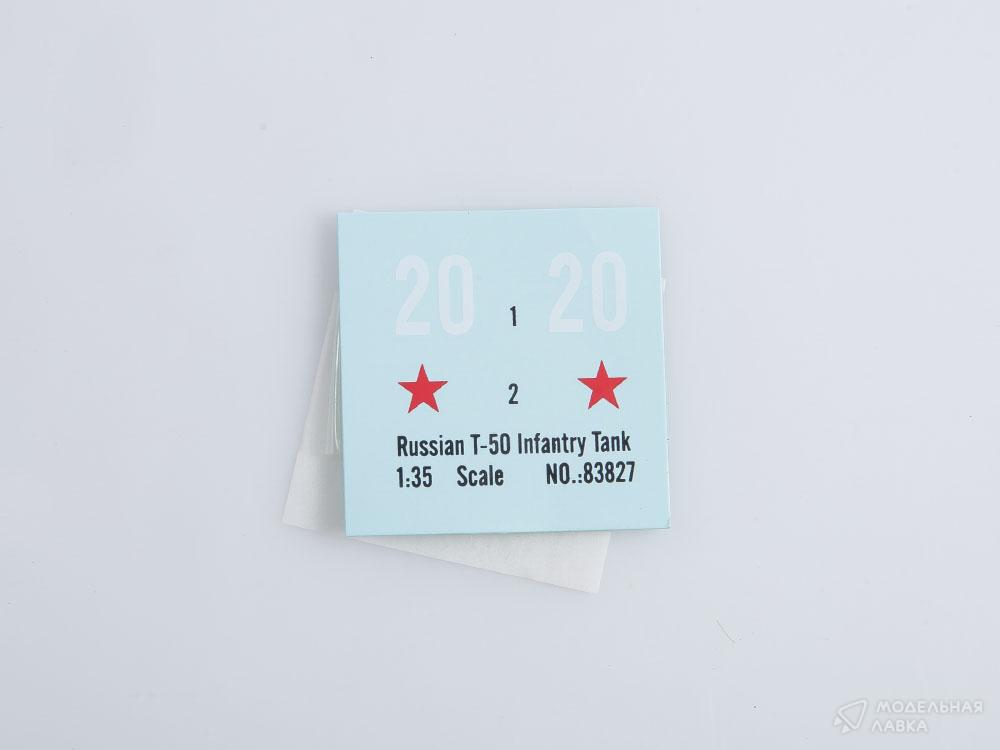 20 1 20
2
Russian T-50 Infantry Tank
1:35 Scale NO.:83827
МОДЕЛЬНАЯ
ЛАВКА